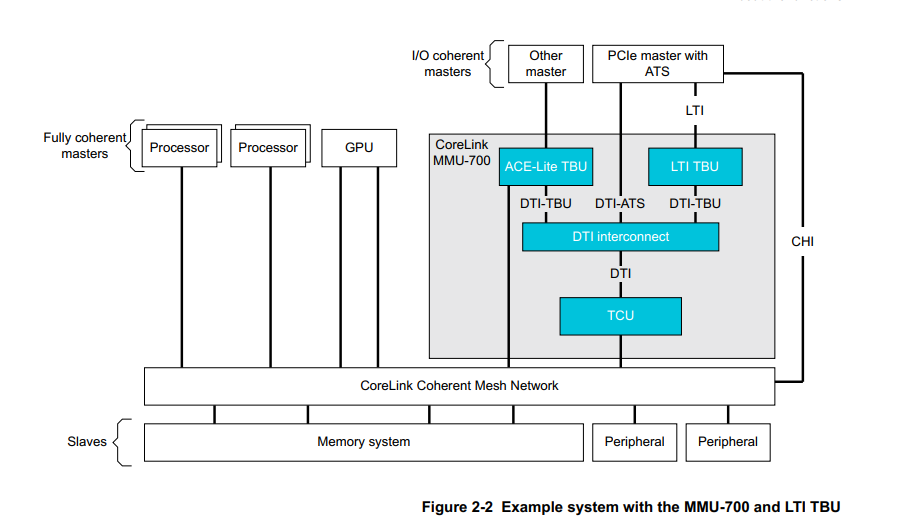 I/O coherent
masters
Other
master
PCIe master with
ATS
LTI
Fully coherent
masters
Processor
Processor
GPU
CoreLink
MMU-700
ACE-Lite TBU
LTI TBU
DTI-TBU
DTI-ATS
DTI-TBU
DTI interconnect
CHI
DTI
TCU
CoreLink Coherent Mesh Network
Slaves
Memory system
Peripheral
Peripheral
Figure 2-2 Example system with the MMU-700 and LTI TBU